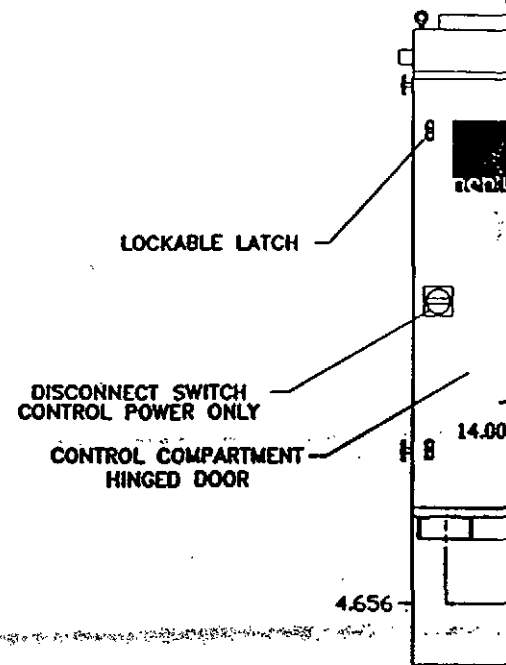 LOCKABLE LATCH
DISCONNECT SWITCH
CONTROL POWER ONLY
14.00
CONTROL COMPARTMENT
HINGED DOOR
4.656